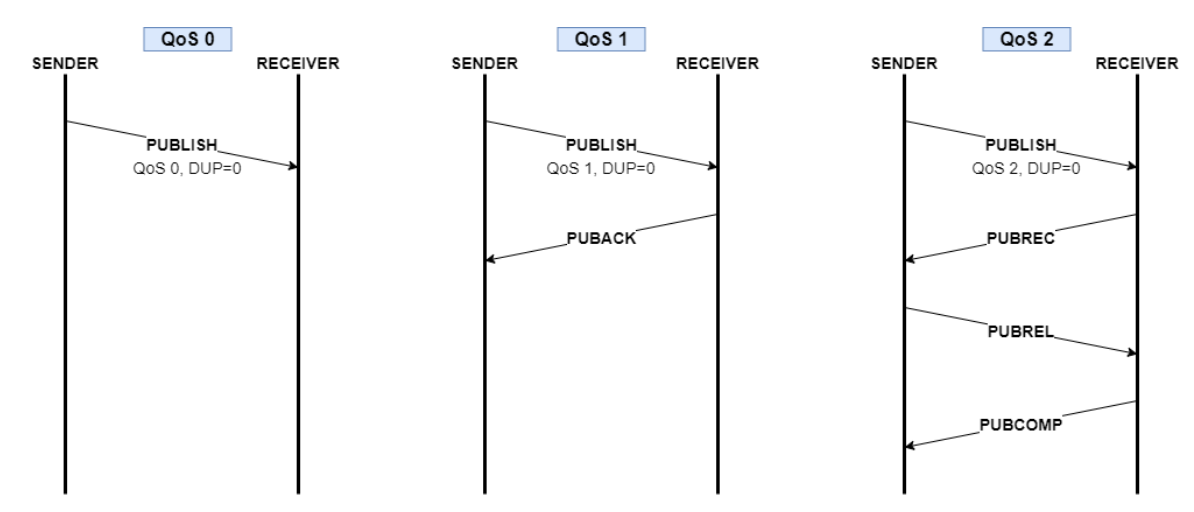 QoS 0
SENDER
RECEIVER
PUBLISH
QoS 0, DUP=0
QoS 1
SENDER
RECEIVER
PUBLISH
QoS 1, DUP=0
PUBACK
QoS 2
SENDER
RECEIVER
PUBLISH
QoS 2, DUP=0
PUBREC
PUBREL
PUBCOMP